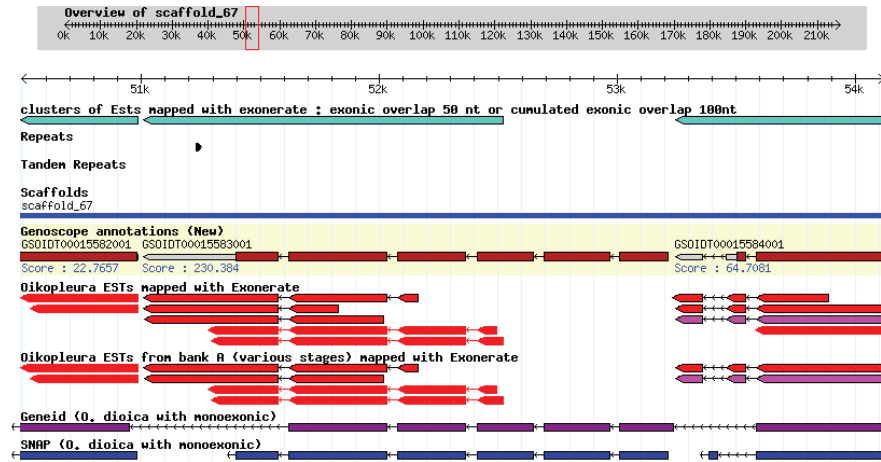 Overview of scaffold_67
0k 10k 20k 30k 40k 50k 60k 70k 80k 90k 100k 110k 120k 130k 140k 150k 160k 170k 180k 190k 200k 210k
51k 52k 53k 54k
clusters of Ests mapped with exonerate : exonic overlap 50 nt or cumulated exonic overlap 100nt
Repeats
Tandem Repeats
Scaffolds
scaffold_67
Genoscope annotations (New)
GSOIDT00015582001 GSOIDT00015583001 GSOIDT00015584001
Score : 22.7657 Score : 230.384 Score : 64.7081
Oikopleura ESTs mapped with Exonerate
Oikopleura ESTs from bank A (various stages) mapped with Exonerate
Geneid (O. dioica with monoexonic)
SNAP (O. dioica with monoexonic)